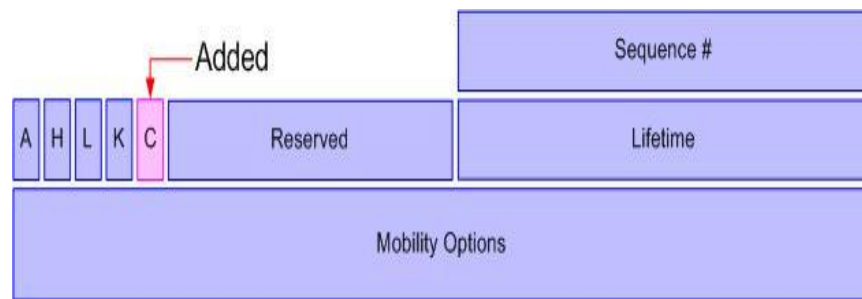 Added
Sequence #
A H L K C Reserved Lifetime
Mobility Options